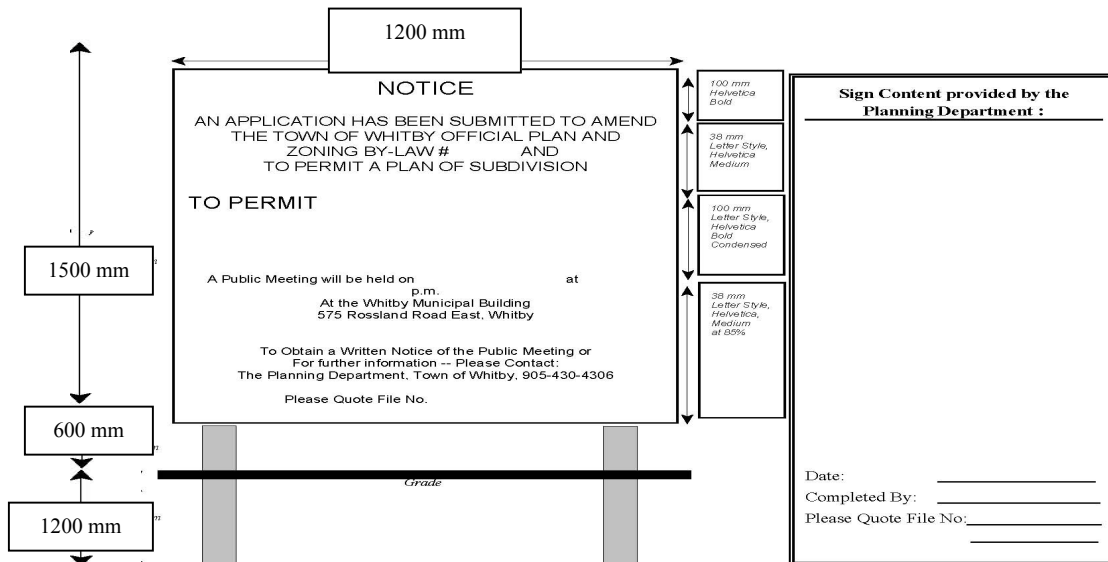 1200 mm
NOTICE
AN APPLICATION HAS BEEN SUBMITTED TO AMEND
THE TOWN OF WHITBY OFFICIAL PLAN AND
ZONING BY-LAW # AND
TO PERMIT A PLAN OF SUBDIVISION
TO PERMIT
A Public Meeting will be held on at
p.m.
At the Whitby Municipal Building
575 Rossland Road East, Whitby
To Obtain a Written Notice of the Public Meeting or
For further information -- Please Contact:
The Planning Department, Town of Whitby, 905-430-4306
Please Quote File No.
1500 mm
600 mm
1200 mm
Grade
100 mm
Helvetica
Bold
38 mm
Letter Style,
Helvetica
Medium
100 mm
Letter Style,
Helvetica
Bold
Condensed
38 mm
Letter Style,
Helvetica,
Medium
at 85%
Sign Content provided by the
Planning Department :
Date:
Completed By:
Please Quote File No: